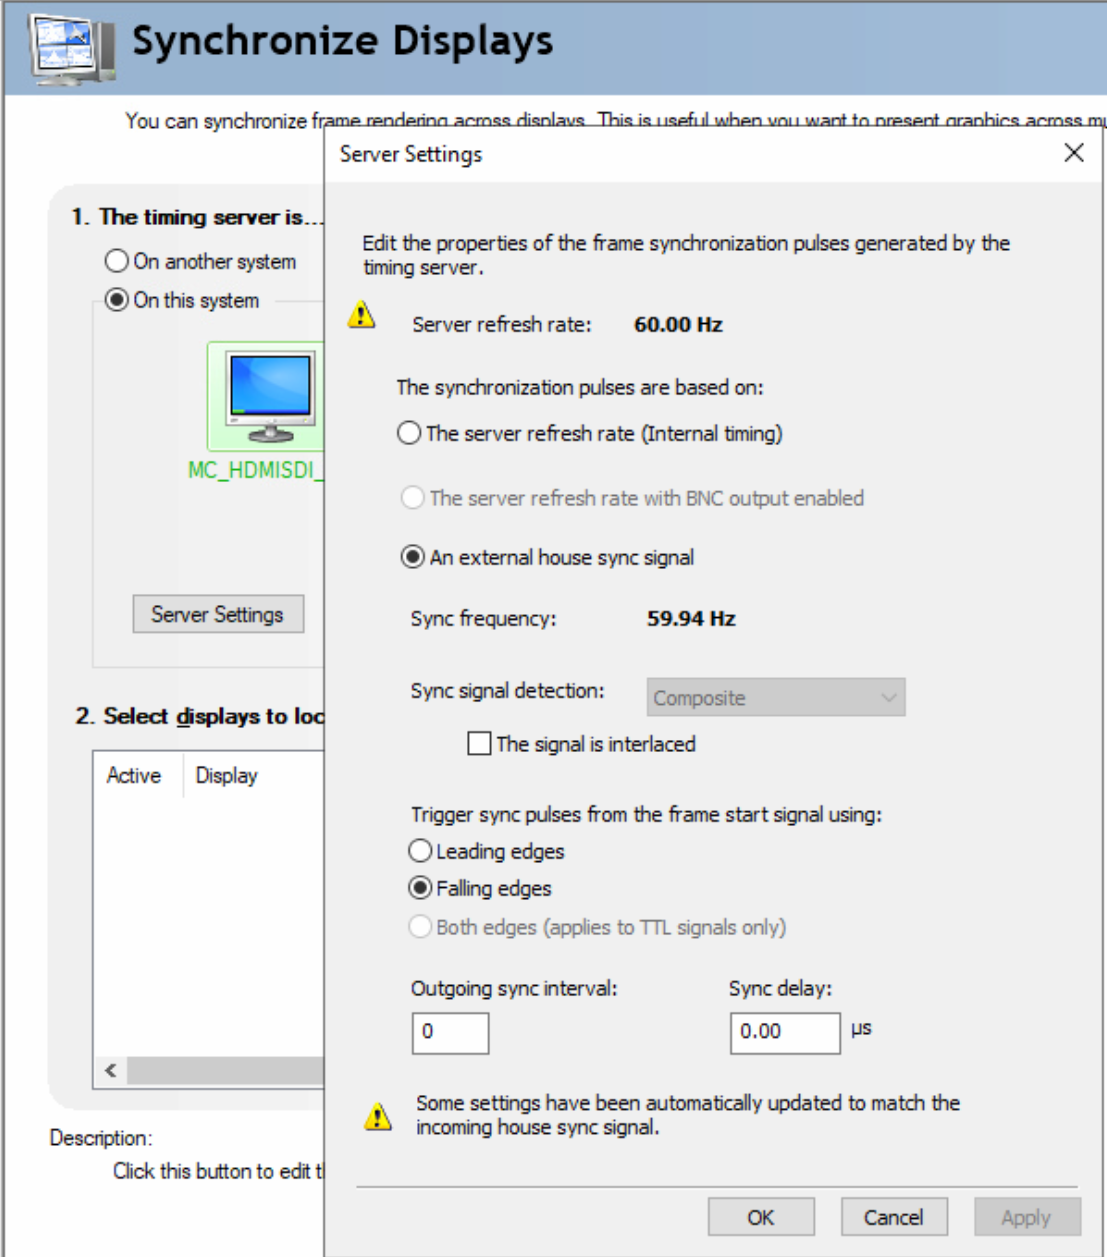 Synchronize Displays
You can synchronize frame rendering across displays. This is useful when you want to present graphics across
Server Settings
1. The timing server is...
On another system
On this system
MC_HDMISDI_
Server Settings
2. Select displays to loc
Active Display
Description:
Click this button to edit
Edit the properties of the frame synchronization pulses generated by the
timing server.
Server refresh rate: 60.00 Hz
The synchronization pulses are based on:
The server refresh rate (Internal timing)
The server refresh rate with BNC output enabled
An external house sync signal
Sync frequency: 59.94 Hz
Sync signal detection: Composite
The signal is interlaced
Trigger sync pulses from the frame start signal using:
Leading edges
Falling edges
Both edges (applies to TTL signals only)
Outgoing sync interval: Sync delay:
0 0.00 µs
Some settings have been automatically updated to match the
incoming house sync signal.
OK Cancel Apply